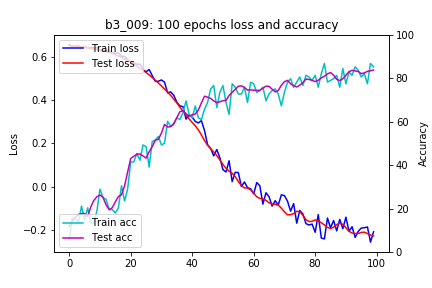 b3_009: 100 epochs loss and accuracy
Train loss
Test loss
Train acc
Test acc
Loss
Accuracy
0.6
0.4
0.2
0.0
−0.2
100
80
60
40
20
0
0 20 40 60 80 100